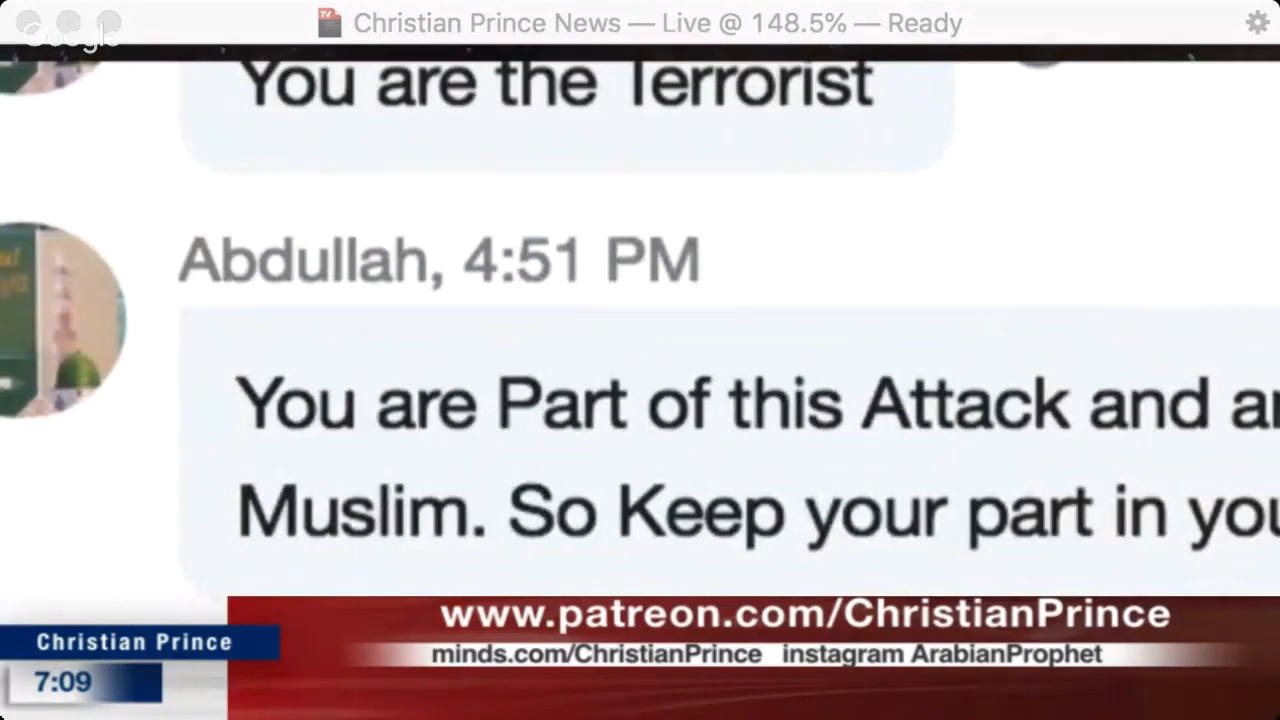 Christian Prince News — Live @ 148.5% — Ready
Google
You are the Terrorist
Abdullah, 4:51 PM
You are Part of this Attack and
Muslim. So Keep your part in
www.patreon.com/ChristianPrince
Christian Prince
minds.com/ChristianPrince instagram ArabianProphet
7:09